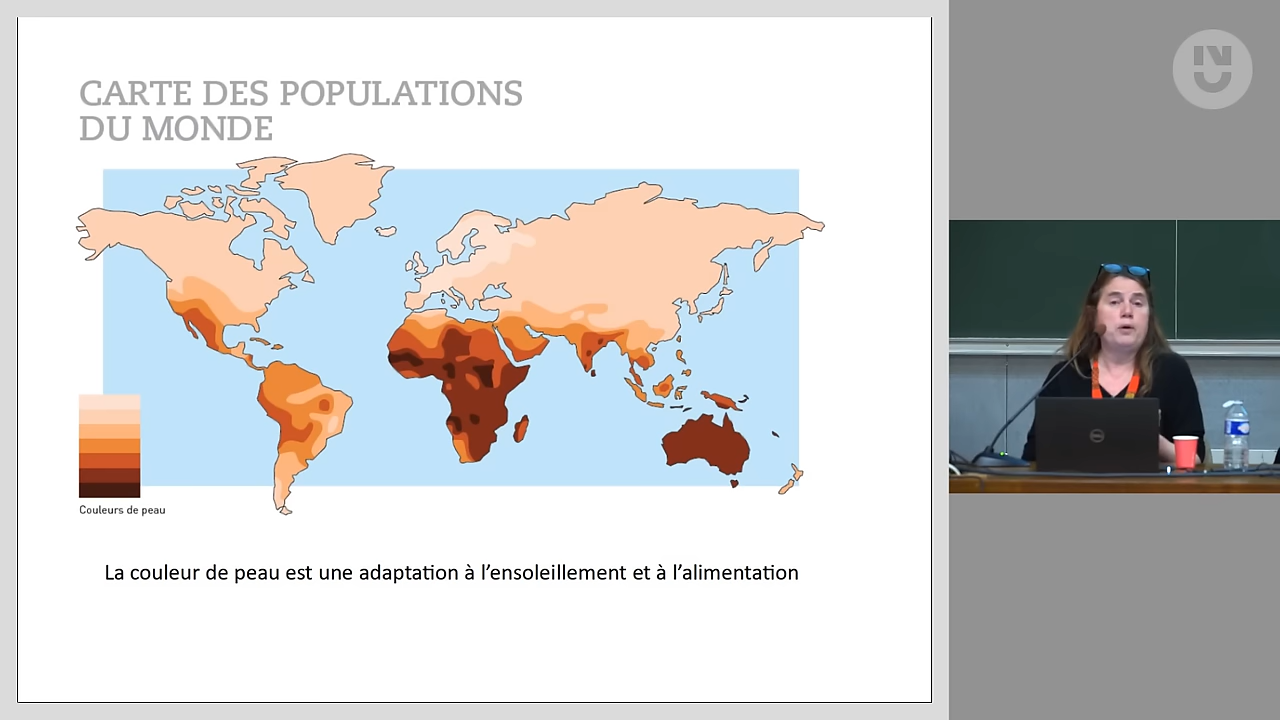 CARTE DES POPULATIONS
DU MONDE
Couleurs de peau
La couleur de peau est une adaptation à l’ensoleillement et à l’alimentation